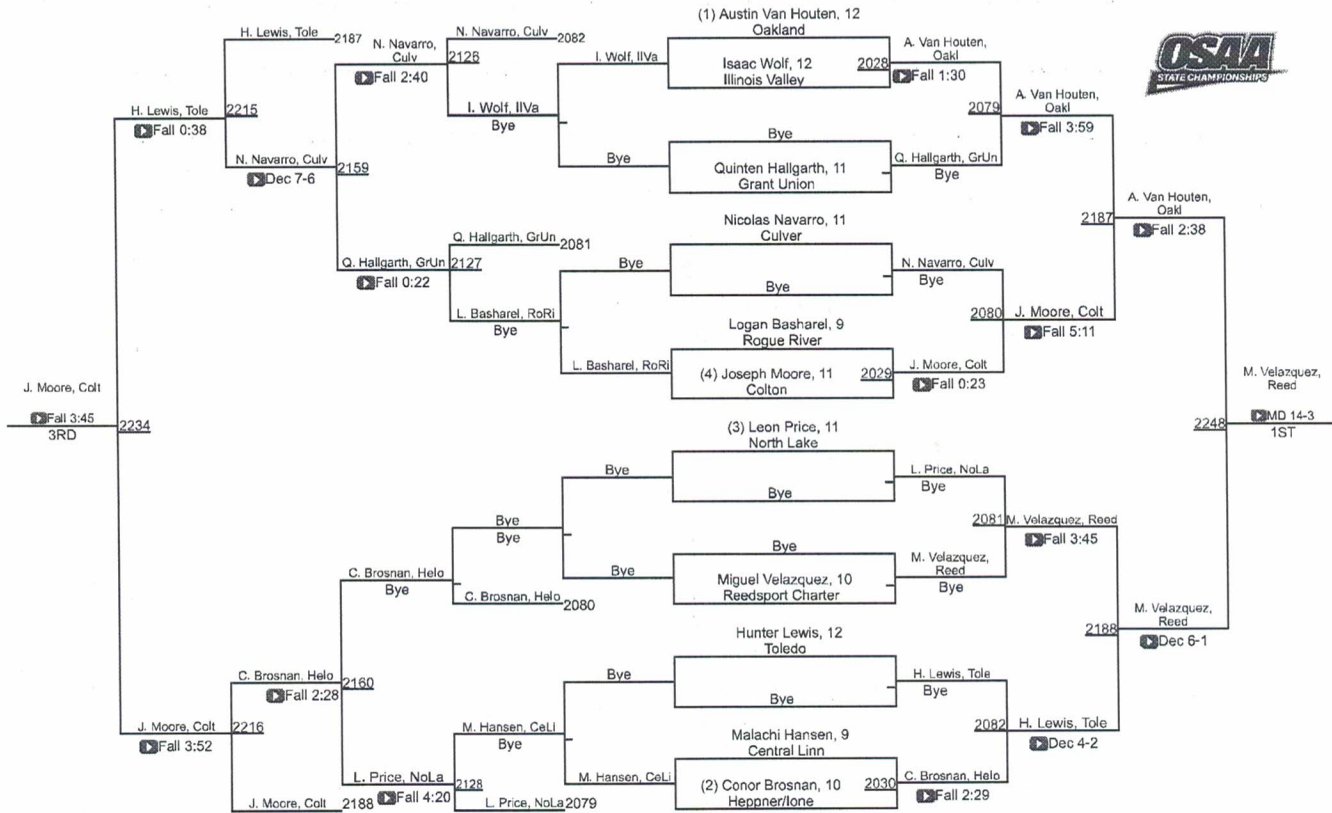 OSAA
STATE CHAMPIONSHIPS
(1) Austin Van Houten, 12
Oakland
Isaac Wolf, 12
Illinois Valley
2028
A. Van Houten,
Oakl
Fall 1:30
Bye
Quinten Hallgarth, 11
Grant Union
Q. Hallgarth, GrUn
Bye
2079
A. Van Houten,
Oakl
Fall 3:59
Nicolas Navarro, 11
Culver
Bye
N. Navarro, Culv
Bye
Logan Basharel, 9
Rogue River
(4) Joseph Moore, 11
Colton
2029
J. Moore, Colt
Fall 0:23
2080
J. Moore, Colt
Fall 5:11
2187
A. Van Houten,
Oakl
Fall 2:38
(3) Leon Price, 11
North Lake
Bye
L. Price, NoLa
Bye
Bye
Miguel Velazquez, 10
Reedsport Charter
M. Velazquez,
Reed
Bye
2081
M. Velazquez, Reed
Fall 3:45
Hunter Lewis, 12
Toledo
Bye
H. Lewis, Tole
Bye
Malachi Hansen, 9
Central Linn
(2) Conor Brosnan, 10
Heppner/Ione
2030
C. Brosnan, Helo
Fall 2:29
2082
H. Lewis, Tole
Dec 4-2
2188
M. Velazquez,
Reed
Dec 6-1
2248
M. Velazquez,
Reed
MD 14-3
1ST
I. Wolf, IlVa
Bye
N. Navarro, Culv
2082
I. Wolf, IlVa
Bye
2126
N. Navarro,
Culv
Fall 2:40
Bye
L. Basharel, RoRi
Q. Hallgarth, GrUn
2081
L. Basharel, RoRi
Bye
Q. Hallgarth, GrUn
2127
Fall 0:22
H. Lewis, Tole
2187
2159
N. Navarro, Culv
Dec 7-6
H. Lewis, Tole
2215
Fall 0:38
Bye
Bye
Bye
Bye
C. Brosnan, Helo
2080
C. Brosnan, Helo
Bye
Bye
M. Hansen, CeLi
M. Hansen, CeLi
Bye
L. Price, NoLa
2079
L. Price, NoLa
2128
Fall 4:20
C. Brosnan, Helo
2160
Fall 2:28
J. Moore, Colt
2188
J. Moore, Colt
2216
Fall 3:52
J. Moore, Colt
Fall 3:45
2234
3RD